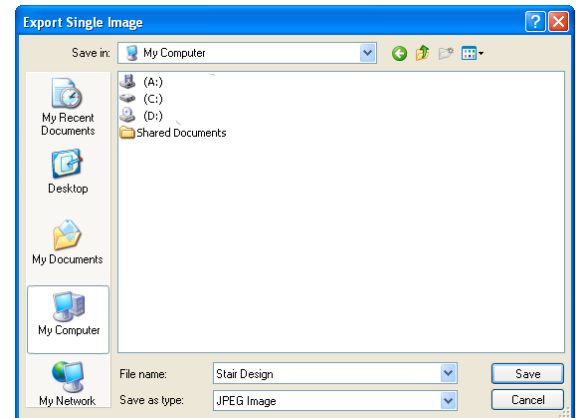 Export Single Image
Save in: My Computer
(A:)
(C:)
(D:)
Shared Documents
My Recent
Documents
Desktop
My Documents
My Computer
My Network
File name: Stair Design Save
Save as type: JPEG Image Cancel